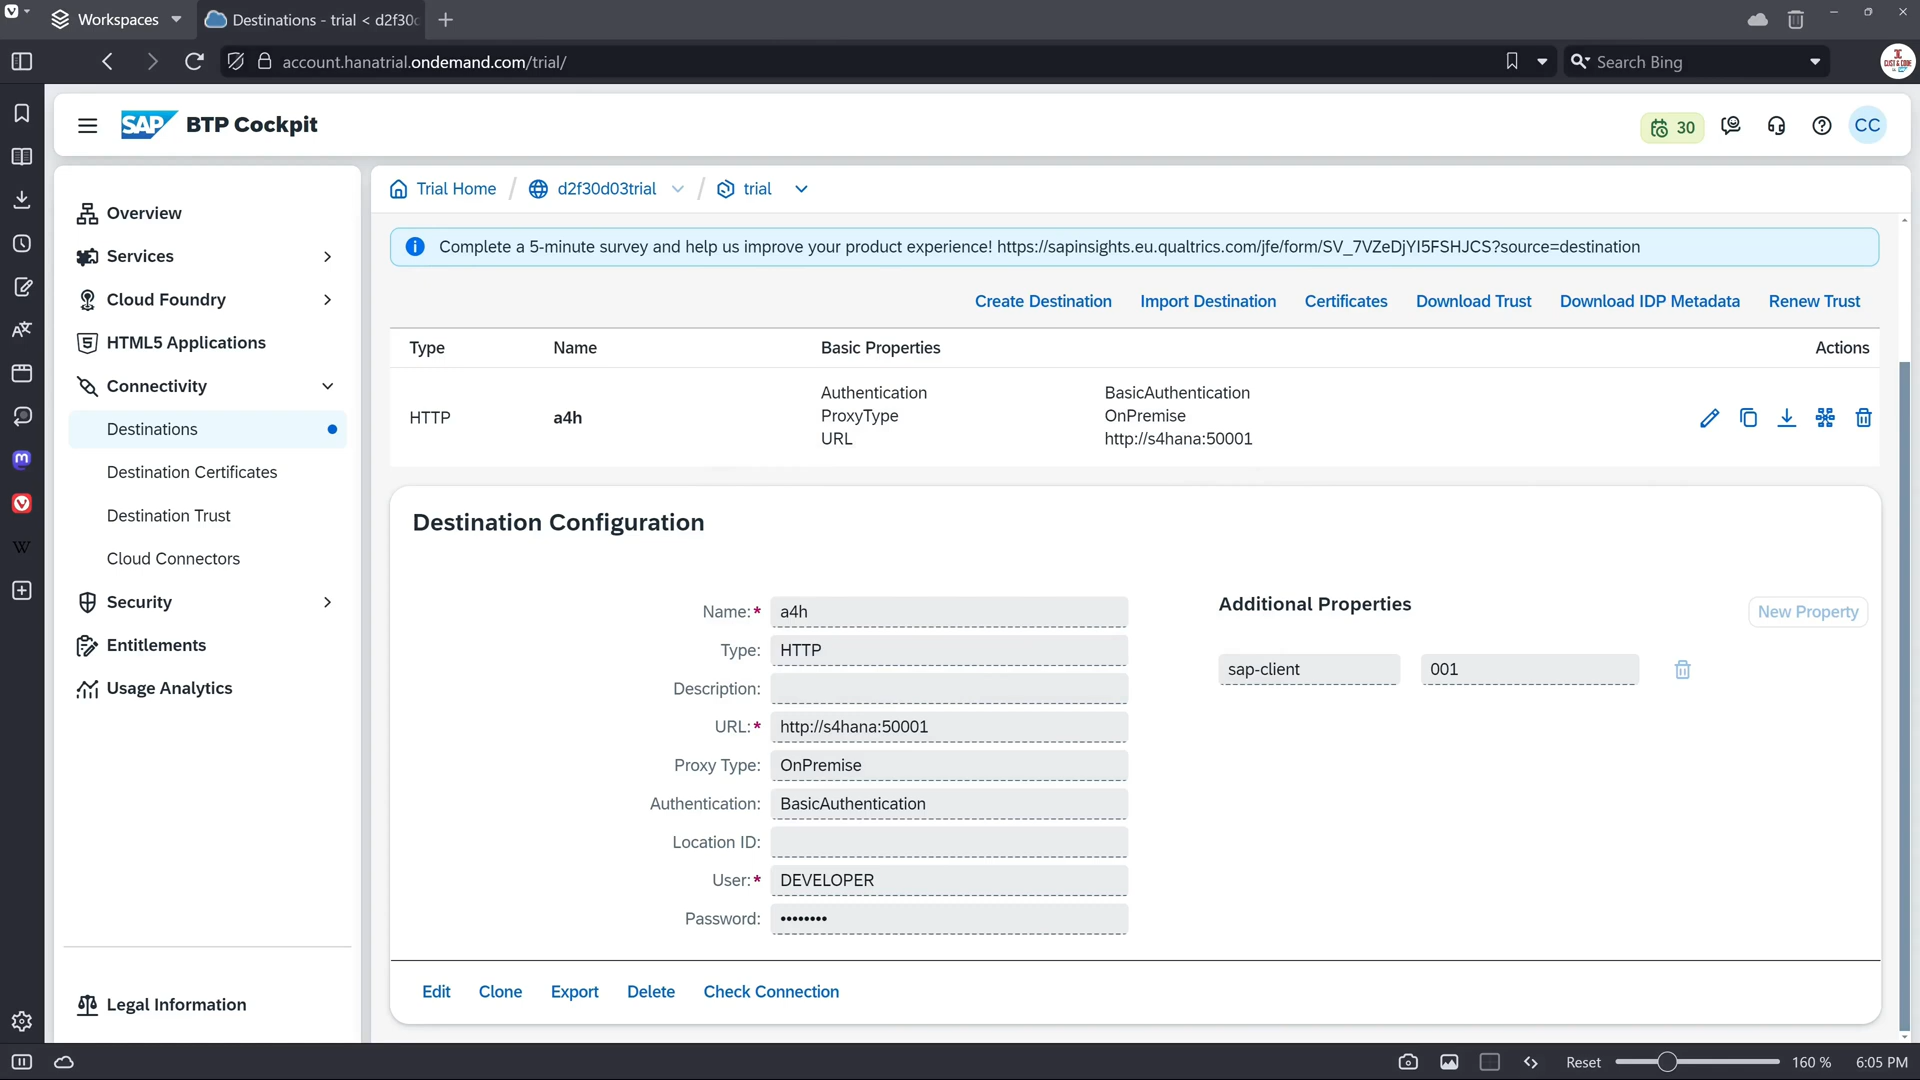 Workspaces
Destinations - trial < d2f30c
account.hanatrial.ondemand.com/trial/
Search Bing
SAP BTP Cockpit
30
CC
Overview
Services
Cloud Foundry
HTML5 Applications
Connectivity
Destinations
Destination Certificates
Destination Trust
Cloud Connectors
Security
Entitlements
Usage Analytics
Legal Information
Trial Home / d2f30d03trial / trial
Complete a 5-minute survey and help us improve your product experience! https://sapinsights.eu.qualtrics.com/jfe/form/SV_7VZeDjYI5FSHJCS?source=destination
Create Destination Import Destination Certificates Download Trust Download IDP Metadata Renew Trust
Type Name Basic Properties Actions
HTTP a4h
Authentication BasicAuthentication
ProxyType OnPremise
URL http://s4hana:50001
Destination Configuration
Name:* a4h
Type: HTTP
Description:
URL:* http://s4hana:50001
Proxy Type: OnPremise
Authentication: BasicAuthentication
Location ID:
User:* DEVELOPER
Password: ••••••••
Additional Properties
New Property
sap-client 001
Edit Clone Export Delete Check Connection
Reset 160 % 6:05 PM